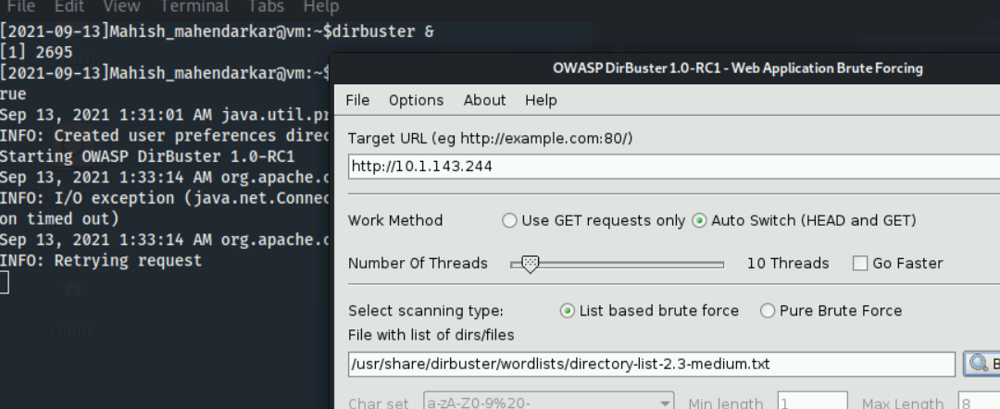 File Edit View Terminal Tabs Help
[2021-09-13]Mahish_mahendarkar@vm:~$dirbuster &
[1] 2695
[2021-09-13]Mahish_mahendarkar@vm:~$
rue
Sep 13, 2021 1:31:01 AM java.util.pr
INFO: Created user preferences direc
Starting OWASP DirBuster 1.0-RC1
Sep 13, 2021 1:33:14 AM org.apache.c
INFO: I/O exception (java.net.Connec
on timed out)
Sep 13, 2021 1:33:14 AM org.apache.c
INFO: Retrying request
Home
OWASP DirBuster 1.0-RC1 - Web Application Brute Forcing
File Options About Help
Target URL (eg http://example.com:80/)
http://10.1.143.244
Work Method Use GET requests only Auto Switch (HEAD and GET)
Number Of Threads 10 Threads Go Faster
Select scanning type: List based brute force Pure Brute Force
File with list of dirs/files
/usr/share/dirbuster/wordlists/directory-list-2.3-medium.txt B
Char set a-zA-Z0-9%20- Min length 1 Max Length 8